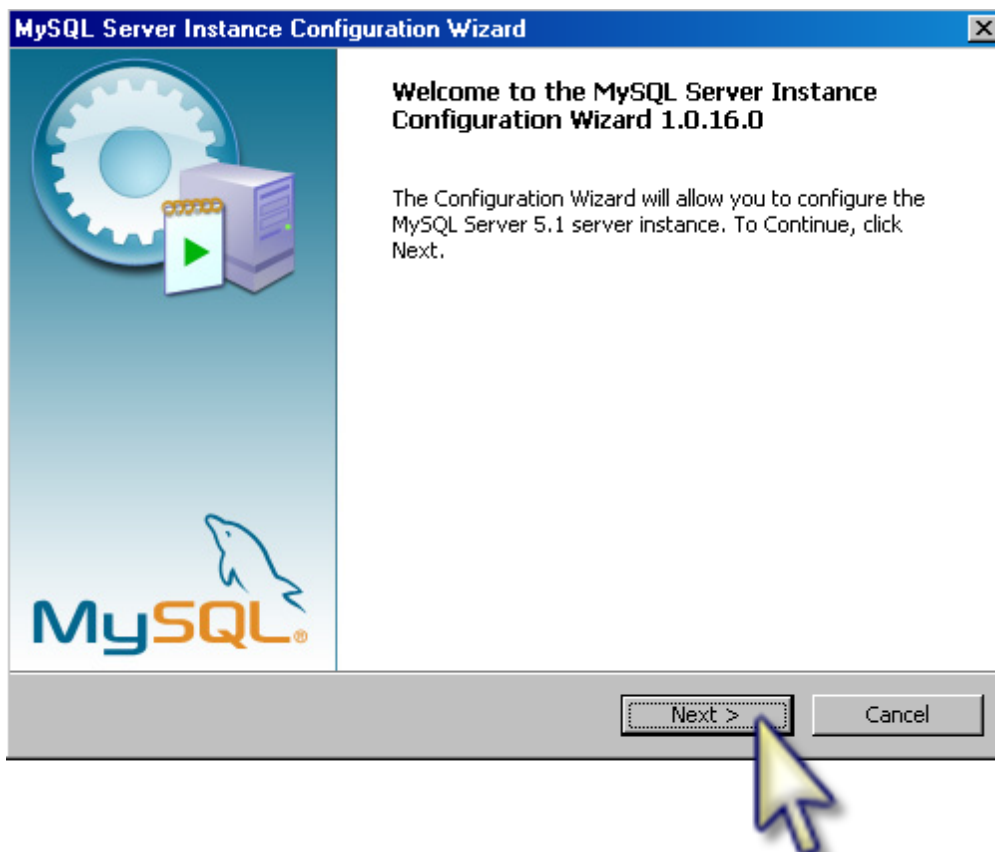 MySQL Server Instance Configuration Wizard
Welcome to the MySQL Server Instance
Configuration Wizard 1.0.16.0
The Configuration Wizard will allow you to configure the
MySQL Server 5.1 server instance. To Continue, click
Next.
MySQL®
Next >
Cancel